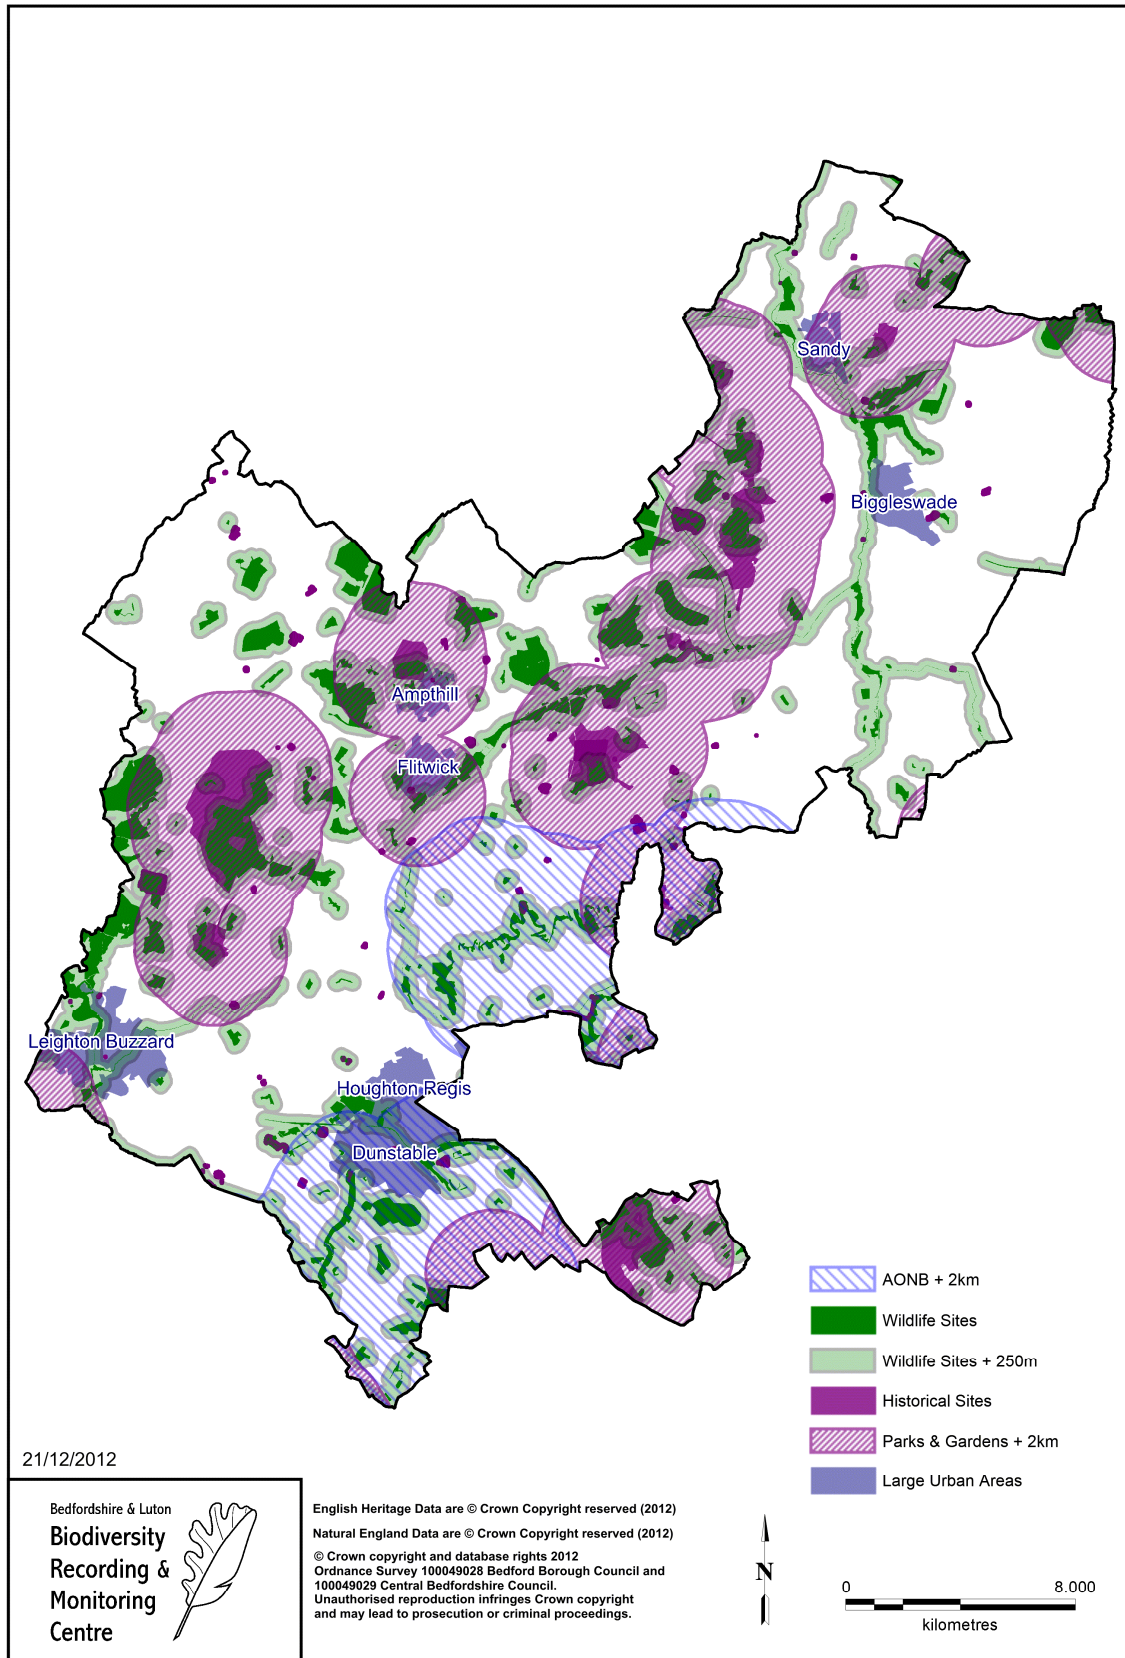 Sandy
Biggleswade
Ampthill
Flitwick
Leighton Buzzard
Houghton Regis
Dunstable
AONB + 2km
Wildlife Sites
Wildlife Sites + 250m
Historical Sites
Parks & Gardens + 2km
Large Urban Areas
21/12/2012
Bedfordshire & Luton
Biodiversity
Recording &
Monitoring
Centre
English Heritage Data are © Crown Copyright reserved (2012)
Natural England Data are © Crown Copyright reserved (2012)
© Crown copyright and database rights 2012
Ordnance Survey 100049028 Bedford Borough Council and
100049029 Central Bedfordshire Council.
Unauthorised reproduction infringes Crown copyright
and may lead to prosecution or criminal proceedings.
N
0 8.000
kilometres